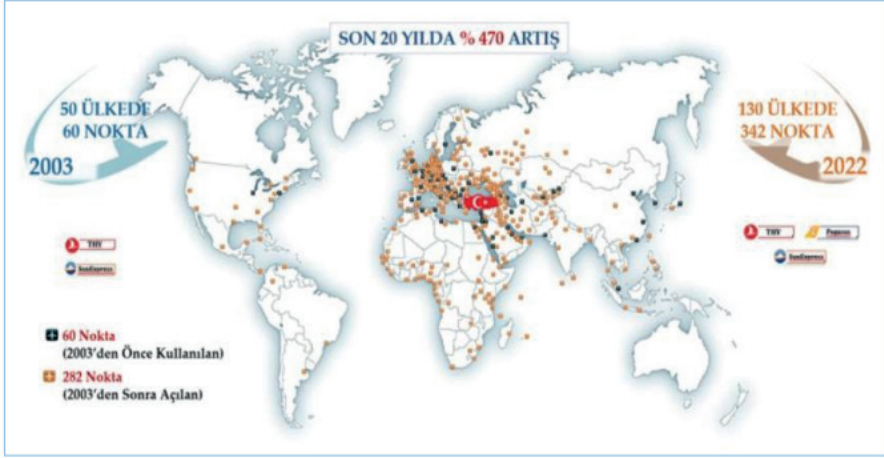 SON 20 YILDA % 470 ARTIŞ
50 ÜLKEDE
60 NOKTA
2003
130 ÜLKEDE
342 NOKTA
2022
THY
SunExpress
THY
Pegasus
SunExpress
60 Nokta
(2003'den Önce Kullanılan)
282 Nokta
(2003'den Sonra Açılan)